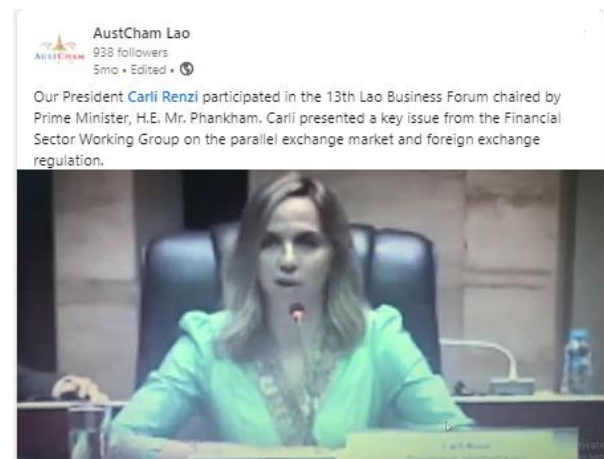 AustCham Lao
AUSTCHAM
938 followers
5mo • Edited •
Our President Carli Renzi participated in the 13th Lao Business Forum chaired by
Prime Minister, H.E. Mr. Phankham. Carli presented a key issue from the Financial
Sector Working Group on the parallel exchange market and foreign exchange
regulation.